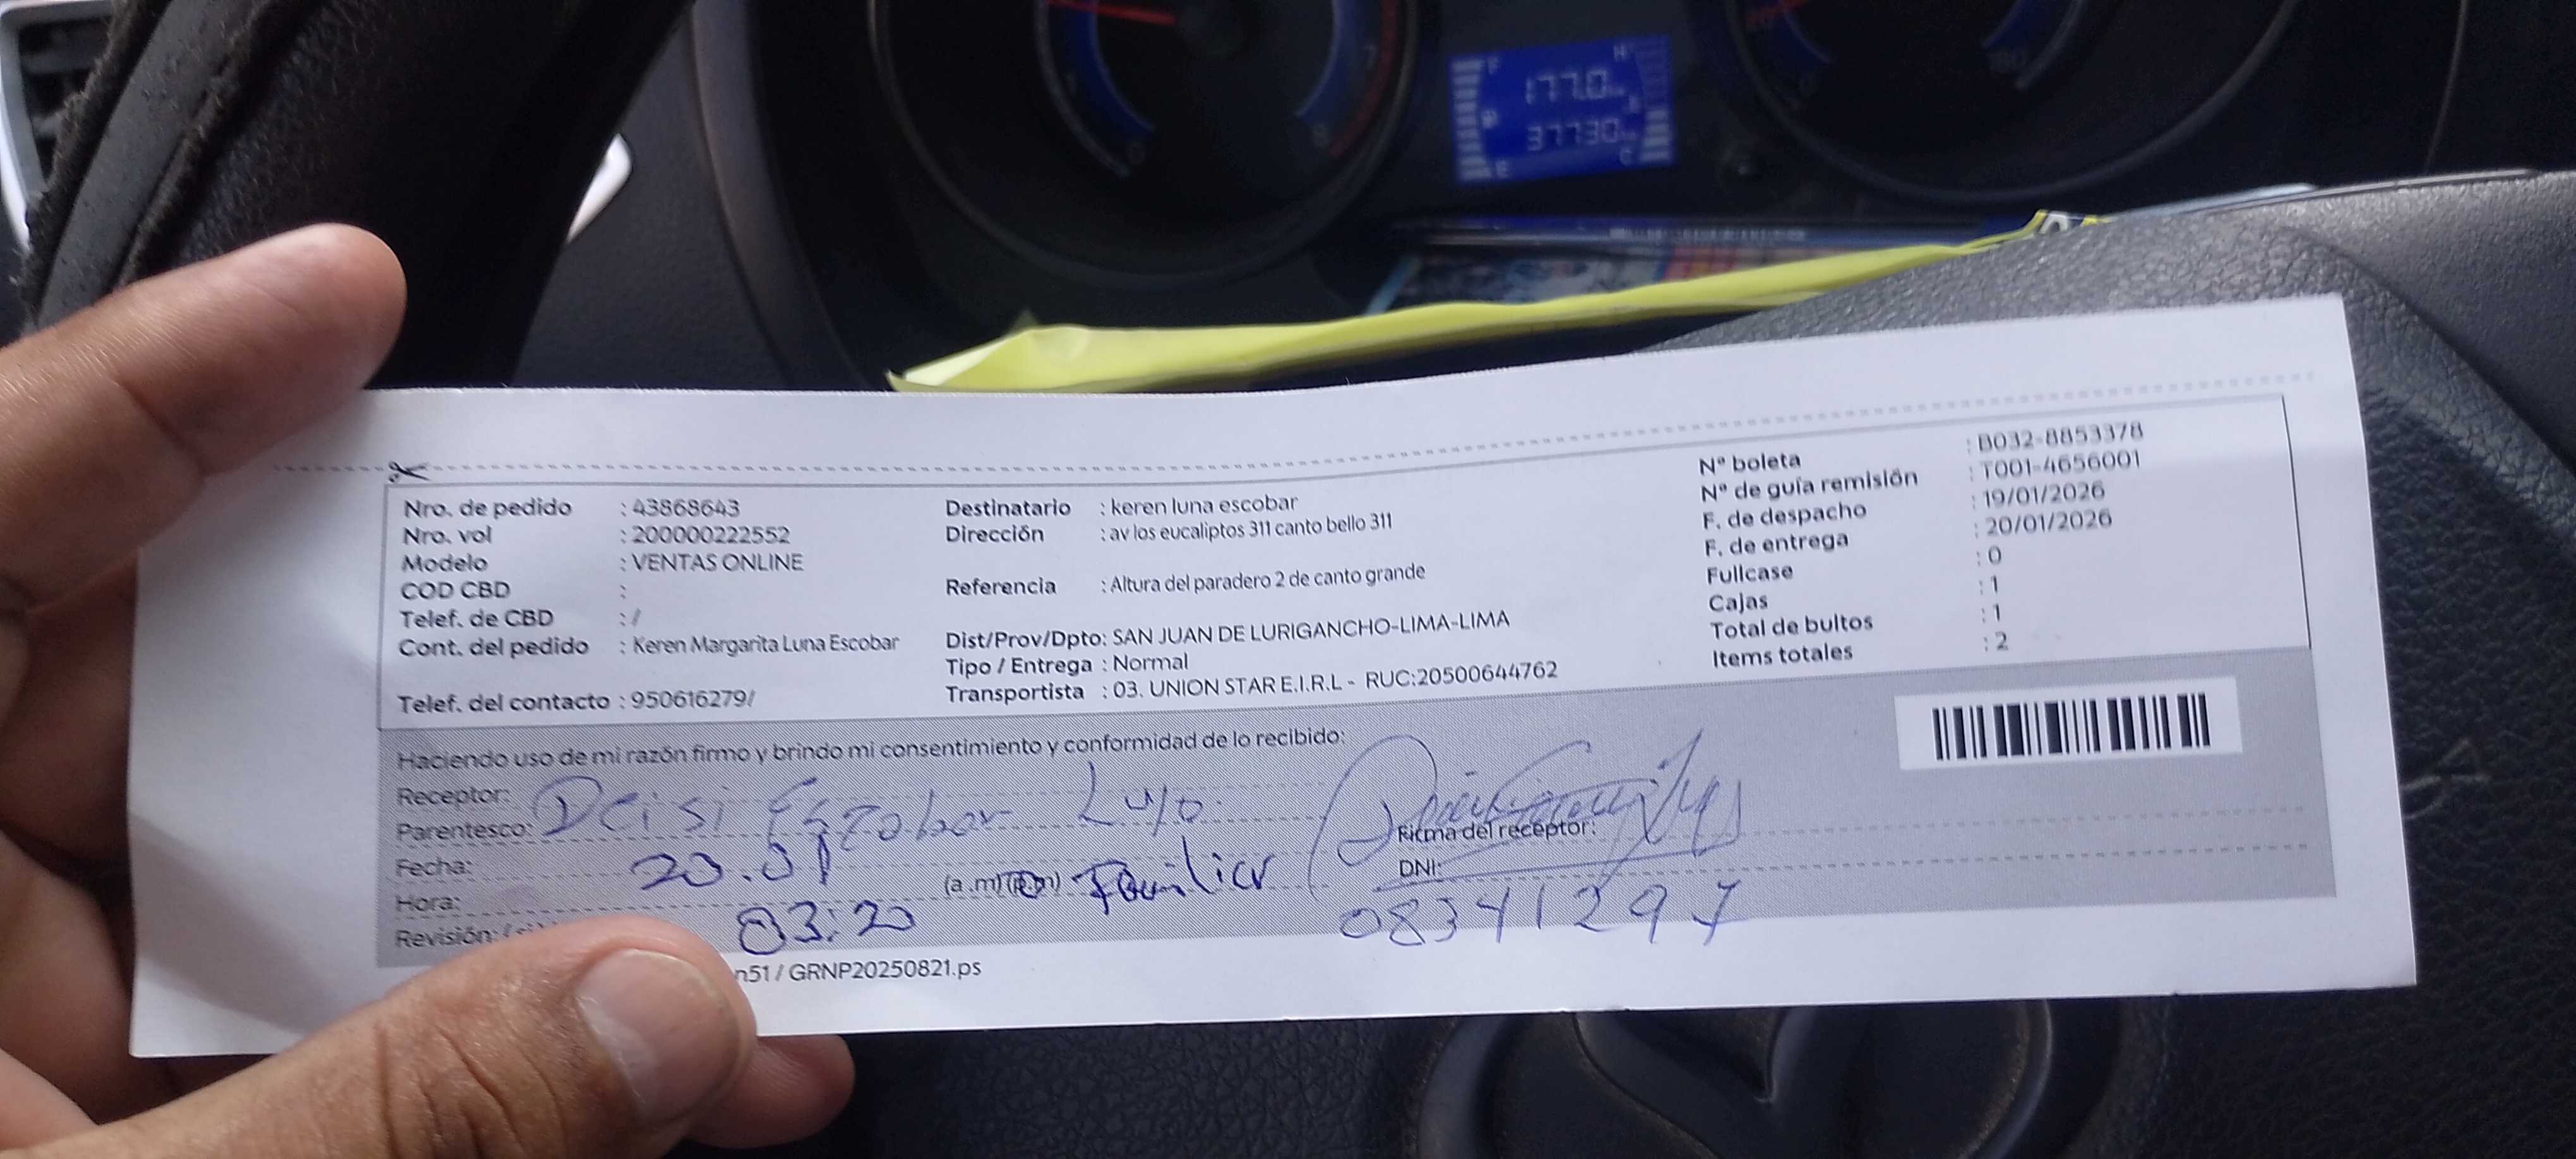 177.0
37730
Nro. de pedido : 43868643
Nro. vol : 200000222552
Modelo : VENTAS ONLINE
COD CBD :
Telef. de CBD : /
Cont. del pedido : Keren Margarita Luna Escobar
Telef. del contacto : 950616279/
Destinatario : keren luna escobar
Dirección : av los eucaliptos 311 canto bello 311
Referencia : Altura del paradero 2 de canto grande
Dist/Prov/Dpto: SAN JUAN DE LURIGANCHO-LIMA-LIMA
Tipo / Entrega : Normal
Transportista : 03. UNION STAR E.I.R.L - RUC:20500644762
Nº boleta : B032-8853378
Nº de guía remisión : T001-4656001
F. de despacho : 19/01/2026
F. de entrega : 20/01/2026
Fullcase : 0
Cajas : 1
Total de bultos : 1
Items totales : 2
Haciendo uso de mi razón firmo y brindo mi consentimiento y conformidad de lo recibido:
Receptor: Deisi Escobar Luyo
Parentesco:
Fecha: 20.01
Hora: 03:20 (a.m) (p.m) Familiar
Revisión:
Firma del receptor:
DNI: 08341297
n51 / GRNP20250821.ps